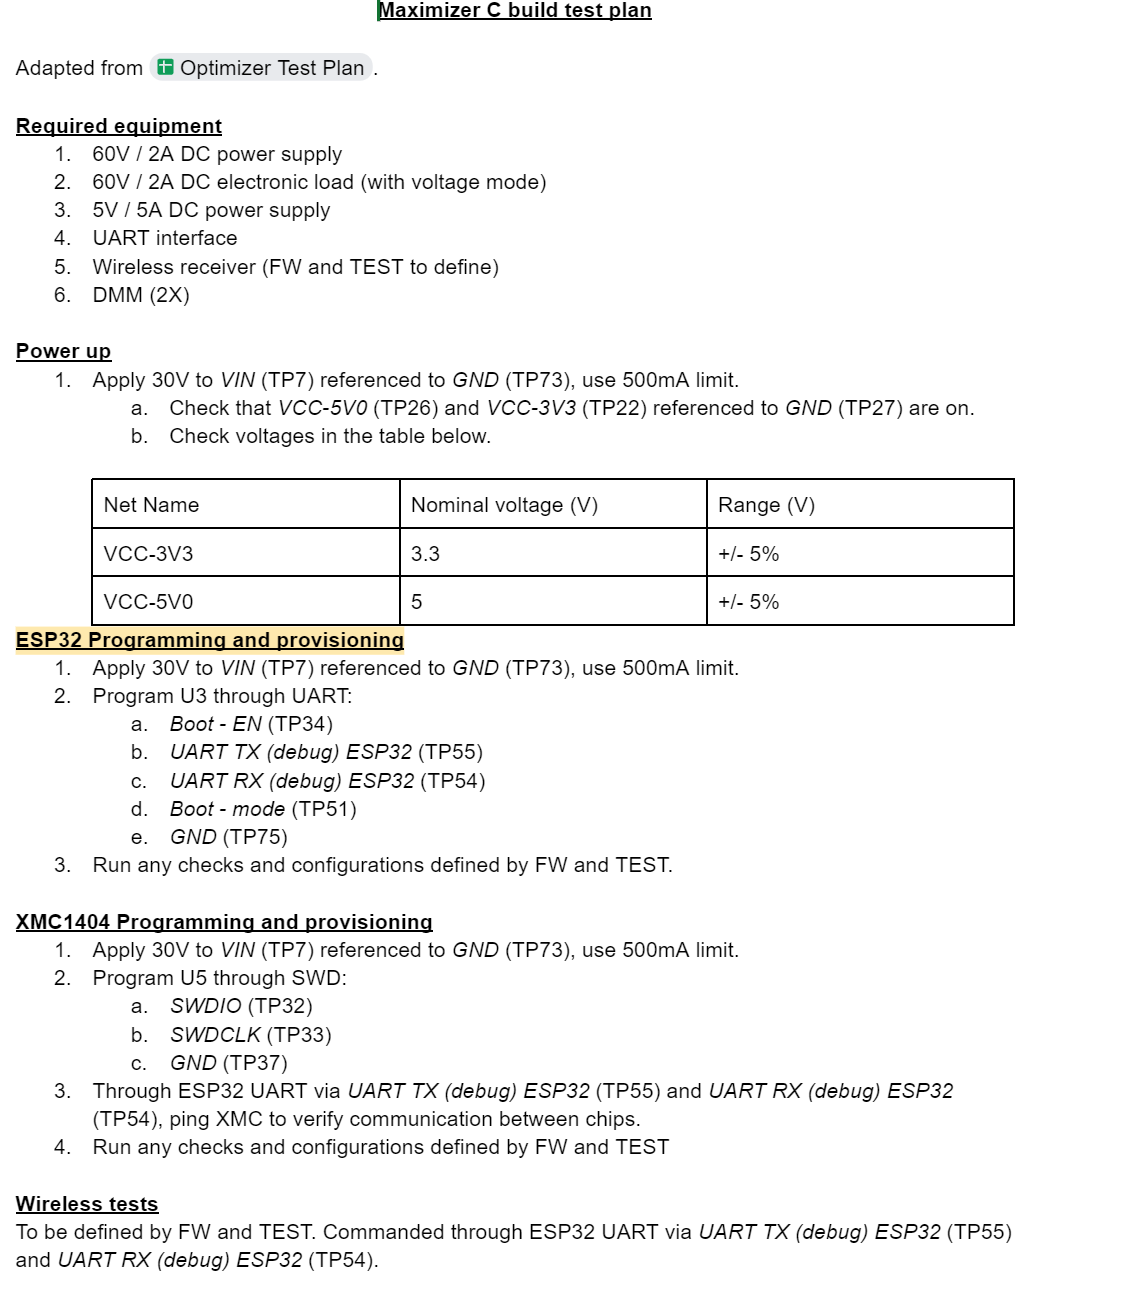 Maximizer C build test plan
Adapted from Optimizer Test Plan .
Required equipment
1. 60V / 2A DC power supply
2. 60V / 2A DC electronic load (with voltage mode)
3. 5V / 5A DC power supply
4. UART interface
5. Wireless receiver (FW and TEST to define)
6. DMM (2X)
Power up
1. Apply 30V to VIN (TP7) referenced to GND (TP73), use 500mA limit.
a. Check that VCC-5V0 (TP26) and VCC-3V3 (TP22) referenced to GND (TP27) are on.
b. Check voltages in the table below.
Net Name Nominal voltage (V) Range (V)
VCC-3V3 3.3 +/- 5%
VCC-5V0 5 +/- 5%
ESP32 Programming and provisioning
1. Apply 30V to VIN (TP7) referenced to GND (TP73), use 500mA limit.
2. Program U3 through UART:
a. Boot - EN (TP34)
b. UART TX (debug) ESP32 (TP55)
c. UART RX (debug) ESP32 (TP54)
d. Boot - mode (TP51)
e. GND (TP75)
3. Run any checks and configurations defined by FW and TEST.
XMC1404 Programming and provisioning
1. Apply 30V to VIN (TP7) referenced to GND (TP73), use 500mA limit.
2. Program U5 through SWD:
a. SWDIO (TP32)
b. SWDCLK (TP33)
c. GND (TP37)
3. Through ESP32 UART via UART TX (debug) ESP32 (TP55) and UART RX (debug) ESP32
(TP54), ping XMC to verify communication between chips.
4. Run any checks and configurations defined by FW and TEST
Wireless tests
To be defined by FW and TEST. Commanded through ESP32 UART via UART TX (debug) ESP32 (TP55)
and UART RX (debug) ESP32 (TP54).